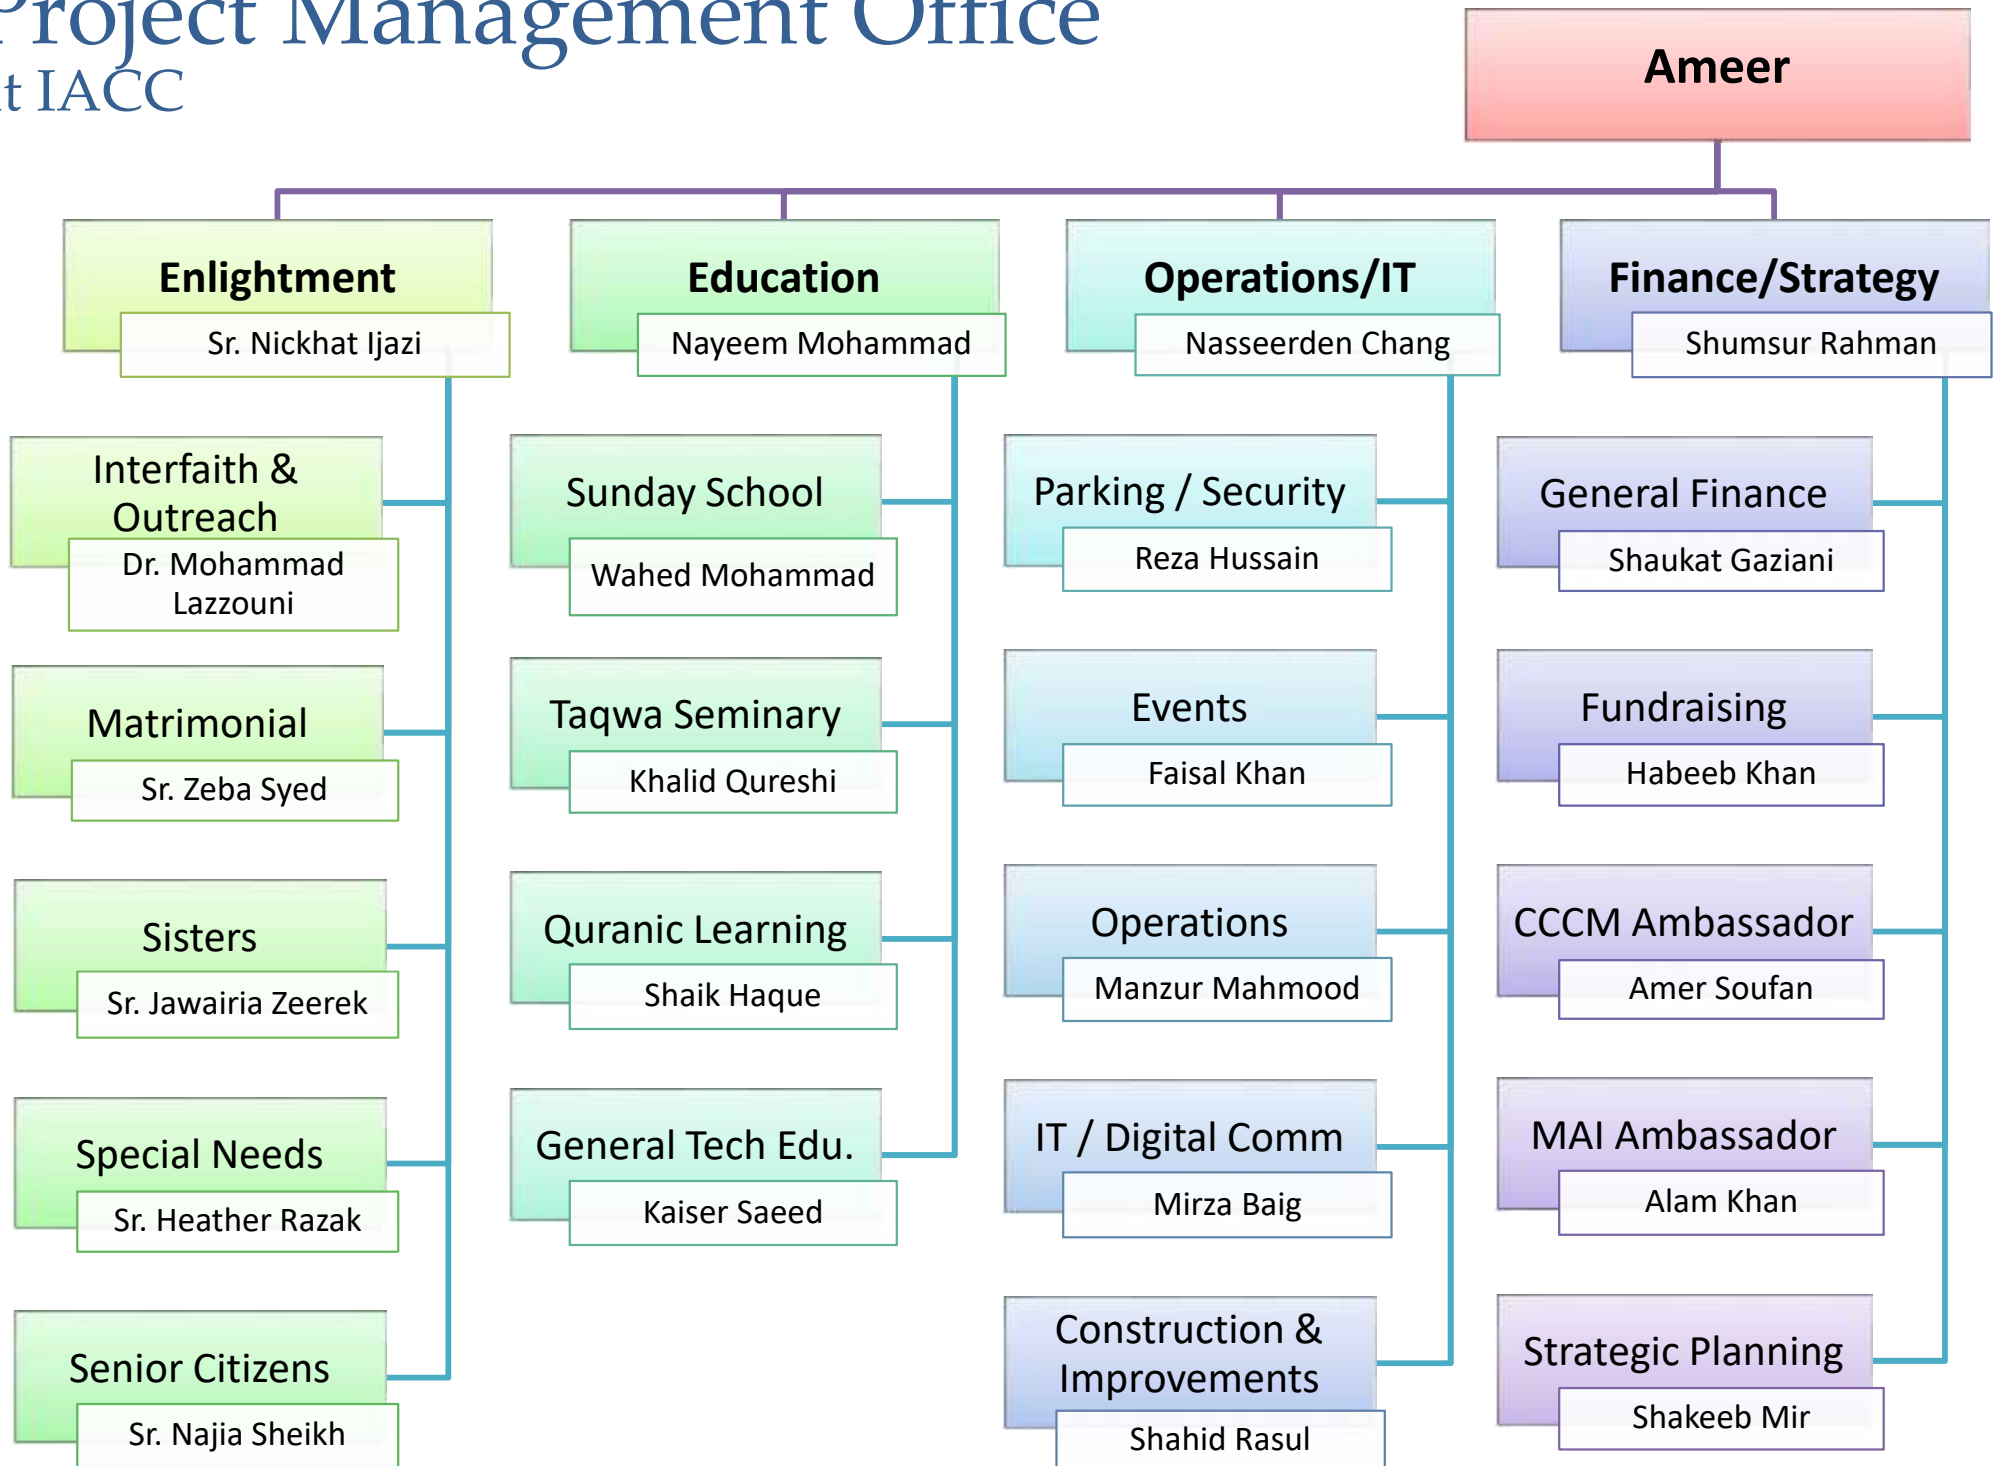 Project Management Office
t IACC
Ameer
Enlightment
Sr. Nickhat Ijazi
Interfaith &
Outreach
Dr. Mohammad
Lazzouni
Matrimonial
Sr. Zeba Syed
Sisters
Sr. Jawairia Zeerek
Special Needs
Sr. Heather Razak
Senior Citizens
Sr. Najia Sheikh
Education
Nayeem Mohammad
Sunday School
Wahed Mohammad
Taqwa Seminary
Khalid Qureshi
Quranic Learning
Shaik Haque
General Tech Edu.
Kaiser Saeed
Operations/IT
Nasseerden Chang
Parking / Security
Reza Hussain
Events
Faisal Khan
Operations
Manzur Mahmood
IT / Digital Comm
Mirza Baig
Construction &
Improvements
Shahid Rasul
Finance/Strategy
Shumsur Rahman
General Finance
Shaukat Gaziani
Fundraising
Habeeb Khan
CCCM Ambassador
Amer Soufan
MAI Ambassador
Alam Khan
Strategic Planning
Shakeeb Mir